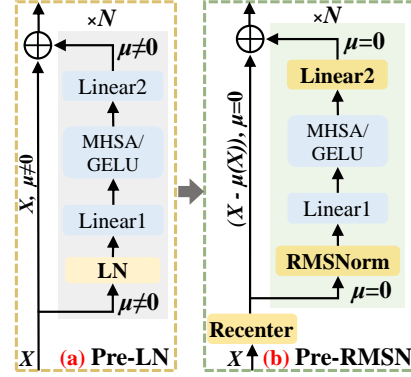 ×N
μ≠0
Linear2
MHSA/
GELU
Linear1
LN
μ≠0
X, μ≠0
X
(a) Pre-LN
×N
μ=0
Linear2
MHSA/
GELU
Linear1
RMSNorm
μ=0
(X - μ(X)), μ=0
Recenter
X
(b) Pre-RMSN